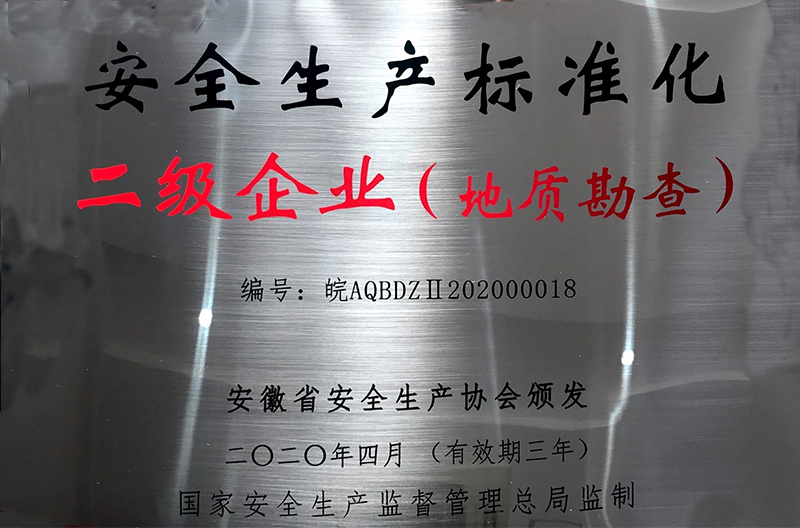 安全生产标准化
二级企业（地质勘查）
编号：皖AQBDZⅡ202000018
安徽省安全生产协会颁发
二〇二〇年四月（有效期三年）
国家安全生产监督管理总局监制